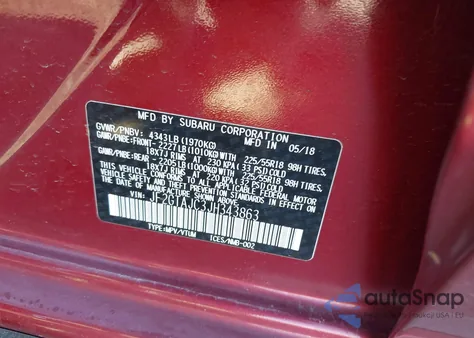 MFD BY SUBARU CORPORATION 05/18
GVWR/PNBV: 4343LB(1970KG)
GAWR/PNBE: FRONT- 2227LB(1010KG)WITH 225/55R18 98H TIRES.
18X7J RIMS AT 230 KPA(33 PSI)COLD
GAWR/PNBE: REAR - 2205LB(1000KG)WITH 225/55R18 98H TIRES.
18X7J RIMS AT 220 KPA(32 PSI)COLD
THIS VEHICLE CONFORMS TO ALL APPLICABLE FEDERAL MOTOR
VEHICLE SAFETY AND THEFT PREVENTION STANDARDS IN EFFECT
ON THE DATE OF MANUFACTURE SHOWN ABOVE.
VIN: JF2GTAJC3JH343863
TYPE:MPV/VTUM ICES/NMB-002
autoSnap
USA | EU